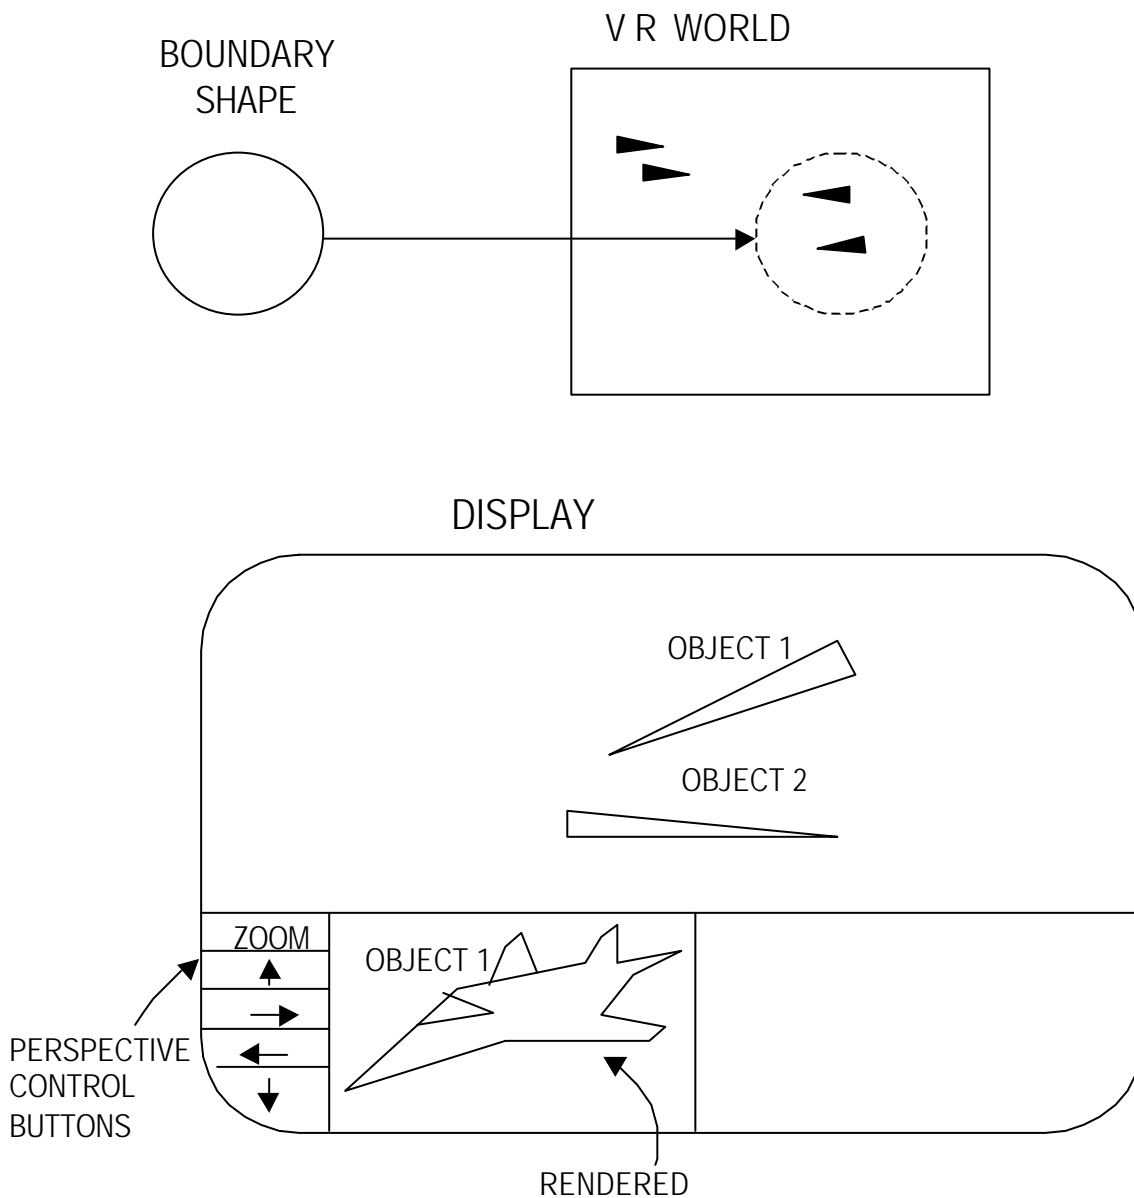 V R WORLD
BOUNDARY
SHAPE
DISPLAY
OBJECT 1
OBJECT 2
ZOOM
OBJECT 1
PERSPECTIVE
CONTROL
BUTTONS
RENDERED